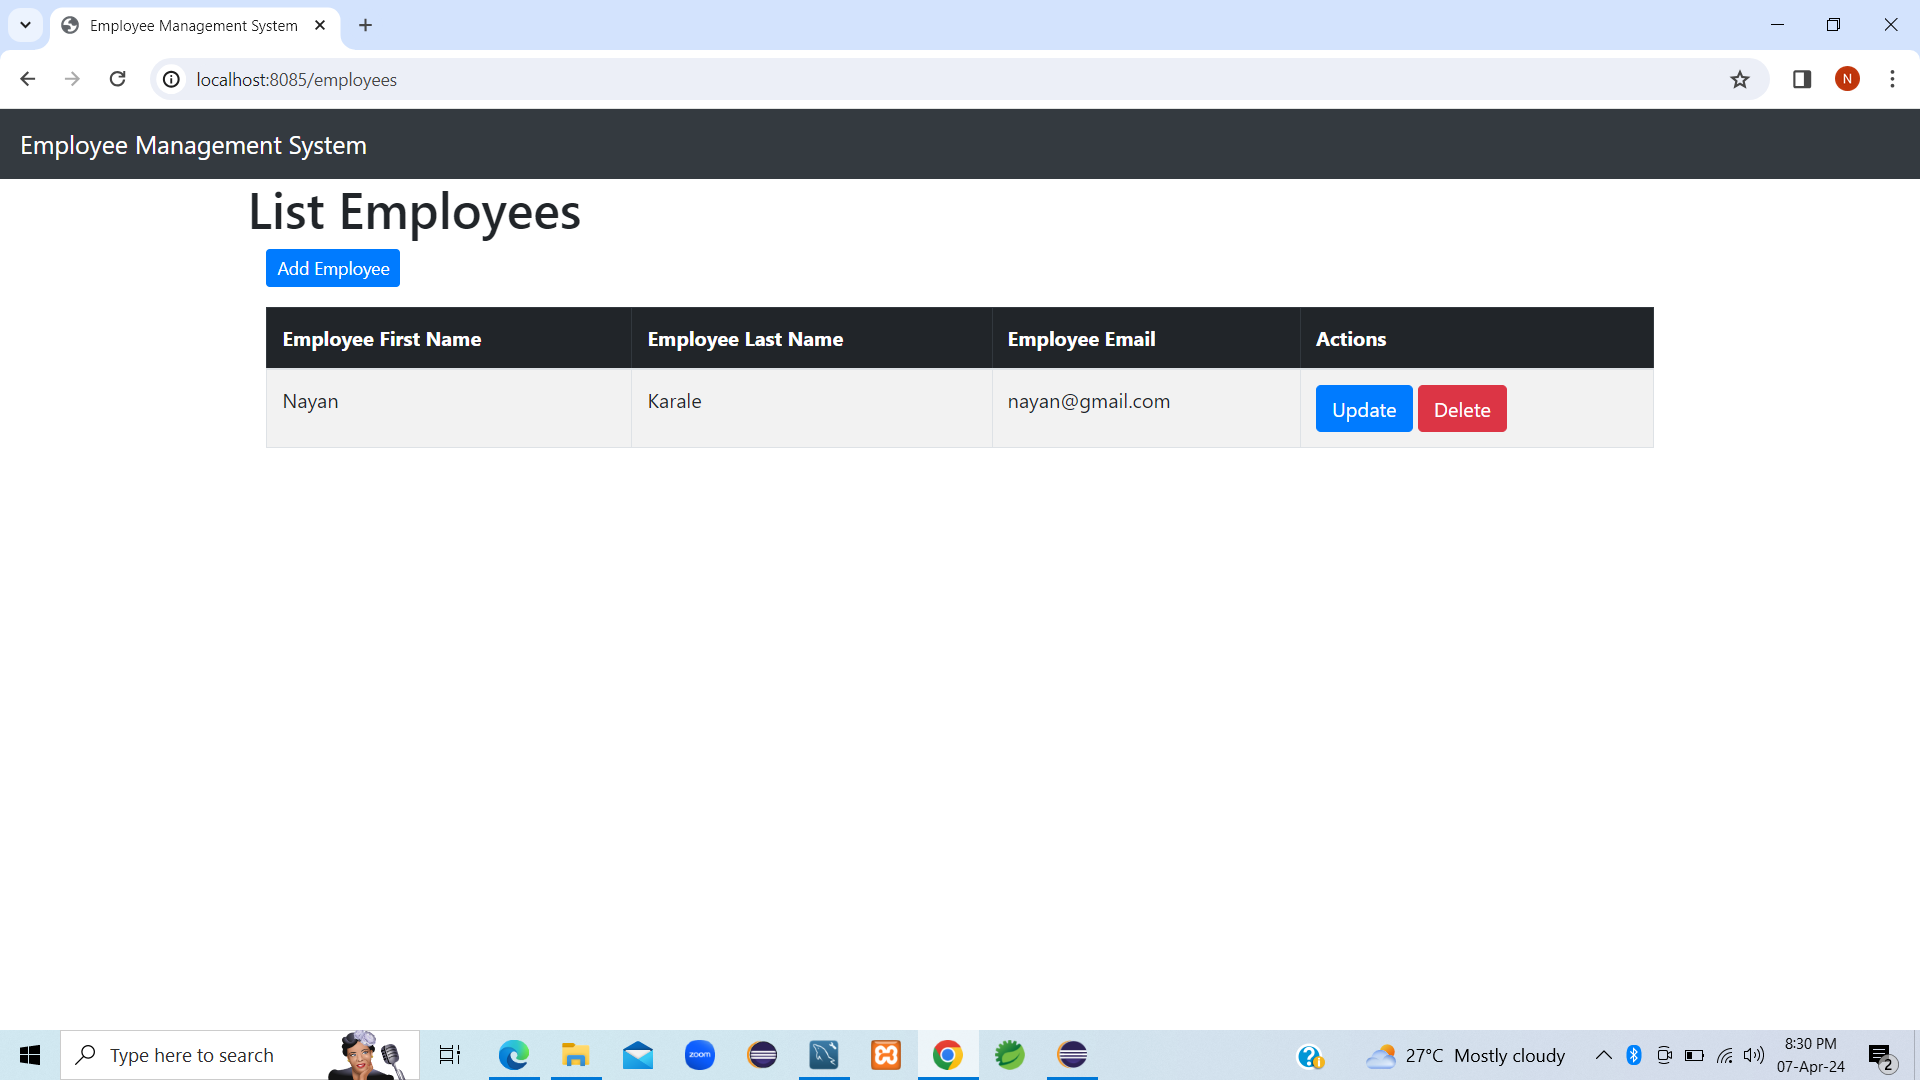 Employee Management System
localhost:8085/employees
N
Employee Management System
List Employees
Add Employee
Employee First Name Employee Last Name Employee Email Actions
Nayan Karale nayan@gmail.com Update Delete
Type here to search
zoom
27°C Mostly cloudy
8:30 PM
07-Apr-24
2